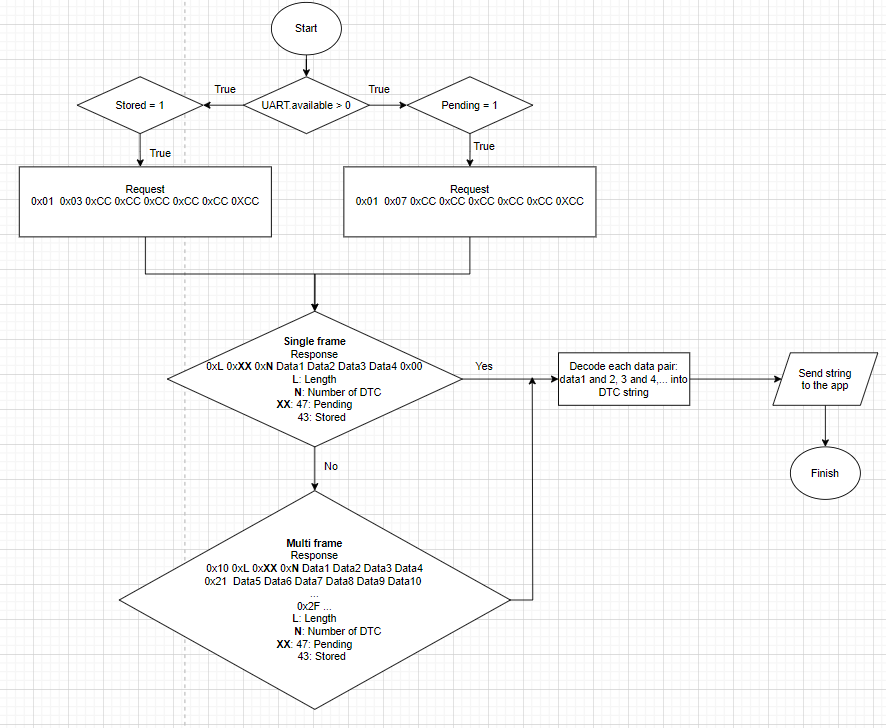 Start
True
True
Stored = 1
UART.available > 0
Pending = 1
True
True
Request
0x01 0x03 0xCC 0xCC 0xCC 0xCC 0xCC 0XCC
Request
0x01 0x07 0xCC 0xCC 0xCC 0xCC 0xCC 0XCC
Single frame
Response
0xL 0xXX 0xN Data1 Data2 Data3 Data4 0x00
L: Length
N: Number of DTC
XX: 47: Pending
43: Stored
Yes
Decode each data pair:
data1 and 2, 3 and 4,... into
DTC string
Send string
to the app
Finish
No
Multi frame
Response
0x10 0xL 0xXX 0xN Data1 Data2 Data3 Data4
0x21 Data5 Data6 Data7 Data8 Data9 Data10
...
0x2F ...
L: Length
N: Number of DTC
XX: 47: Pending
43: Stored